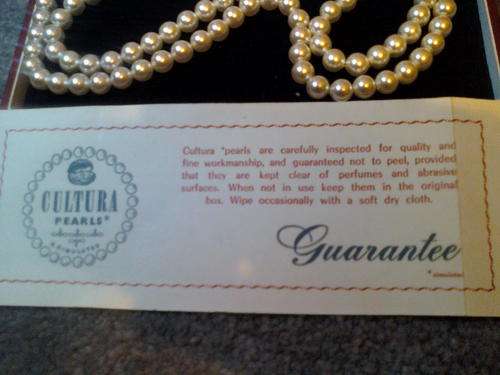 CULTURA
PEARLS*
*SIMULATED
Cultura *pearls are carefully inspected for quality and
fine workmanship, and guaranteed not to peel, provided
that they are kept clear of perfumes and abrasive
surfaces. When not in use keep them in the original
box. Wipe occasionally with a soft dry cloth.
Guarantee